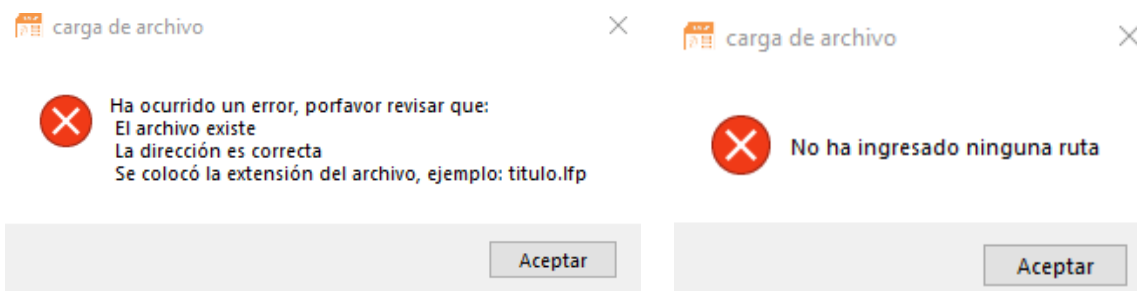 carga de archivo
Ha ocurrido un error, porfavor revisar que:
El archivo existe
La dirección es correcta
Se colocó la extensión del archivo, ejemplo: titulo.lfp
Aceptar
carga de archivo
No ha ingresado ninguna ruta
Aceptar